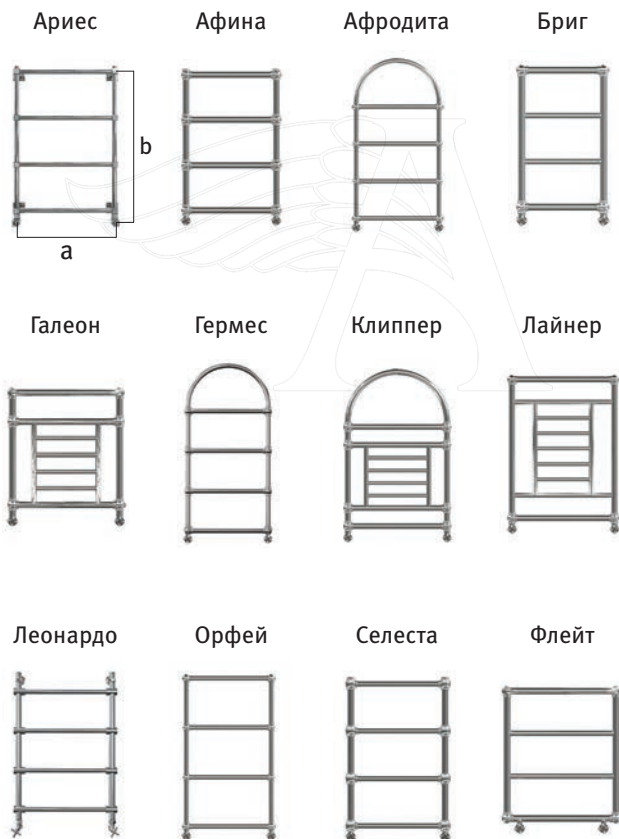 Ариес Афина Афродита Бриг
b
a
Галеон Гермес Клиппер Лайнер
Леонардо Орфей Селеста Флейт